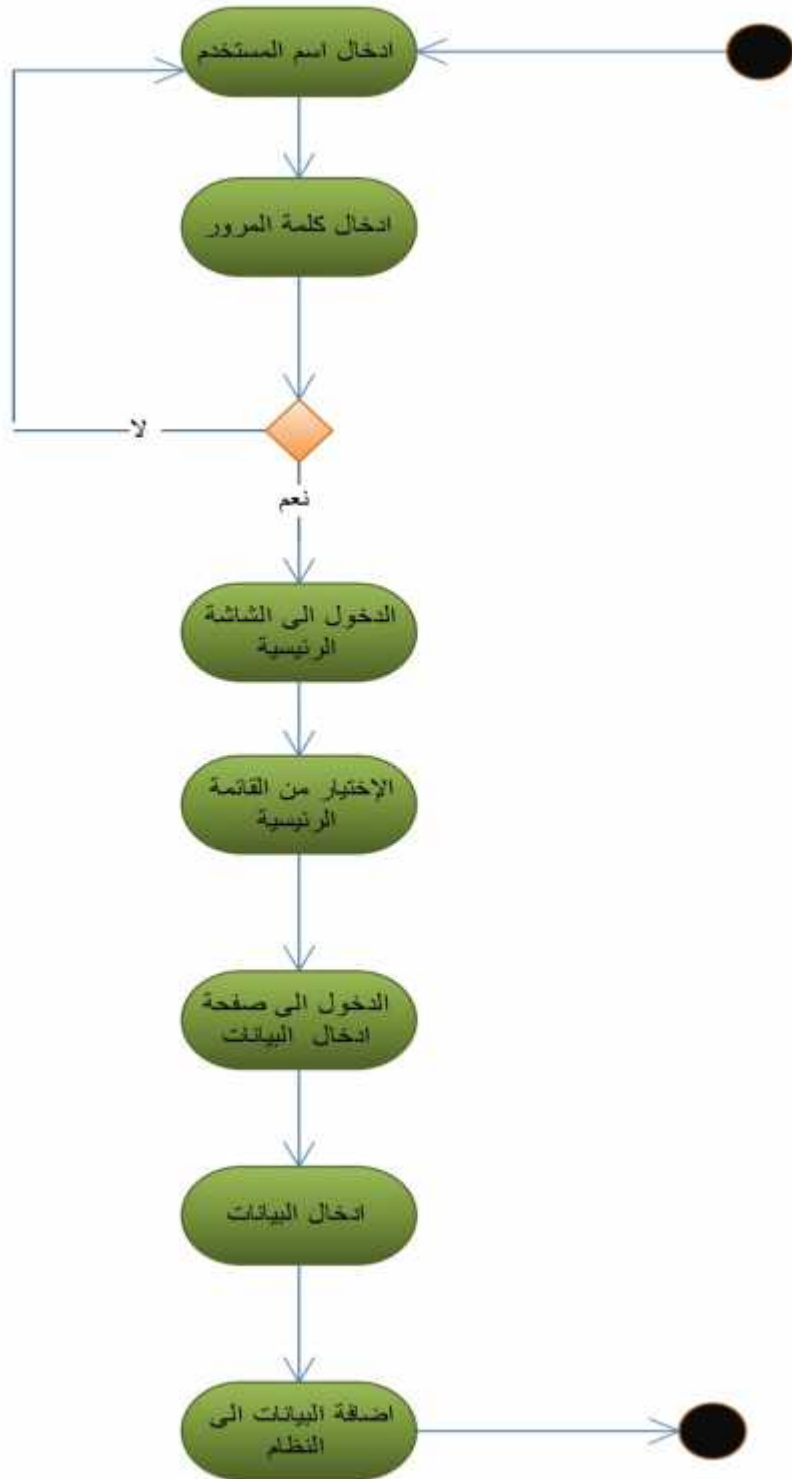 ادخال اسم المستخدم
ادخال كلمة المرور
لا
نعم
الدخول الى الشاشة
الرئيسية
الإختيار من القائمة
الرئيسية
الدخول الى صفحة
ادخال البيانات
ادخال البيانات
اضافة البيانات الى
النظام